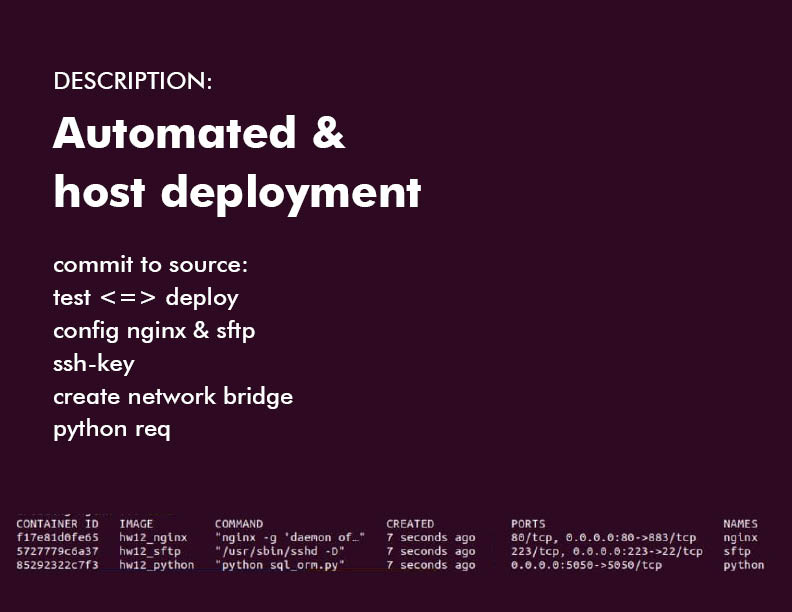 DESCRIPTION:
Automated &
host deployment
commit to source:
test <=> deploy
config nginx & sftp
ssh-key
create network bridge
python req
CONTAINER ID IMAGE COMMAND CREATED PORTS NAMES
f17e81d0fe65 hw12_nginx "nginx -g 'daemon of…" 7 seconds ago 80/tcp, 0.0.0.0:80->883/tcp nginx
5727779c6a37 hw12_sftp "/usr/sbin/sshd -D" 7 seconds ago 223/tcp, 0.0.0.0:223->22/tcp sftp
85292322c7f3 hw12_python "python sql_orm.py" 7 seconds ago 0.0.0.0:5050->5050/tcp python